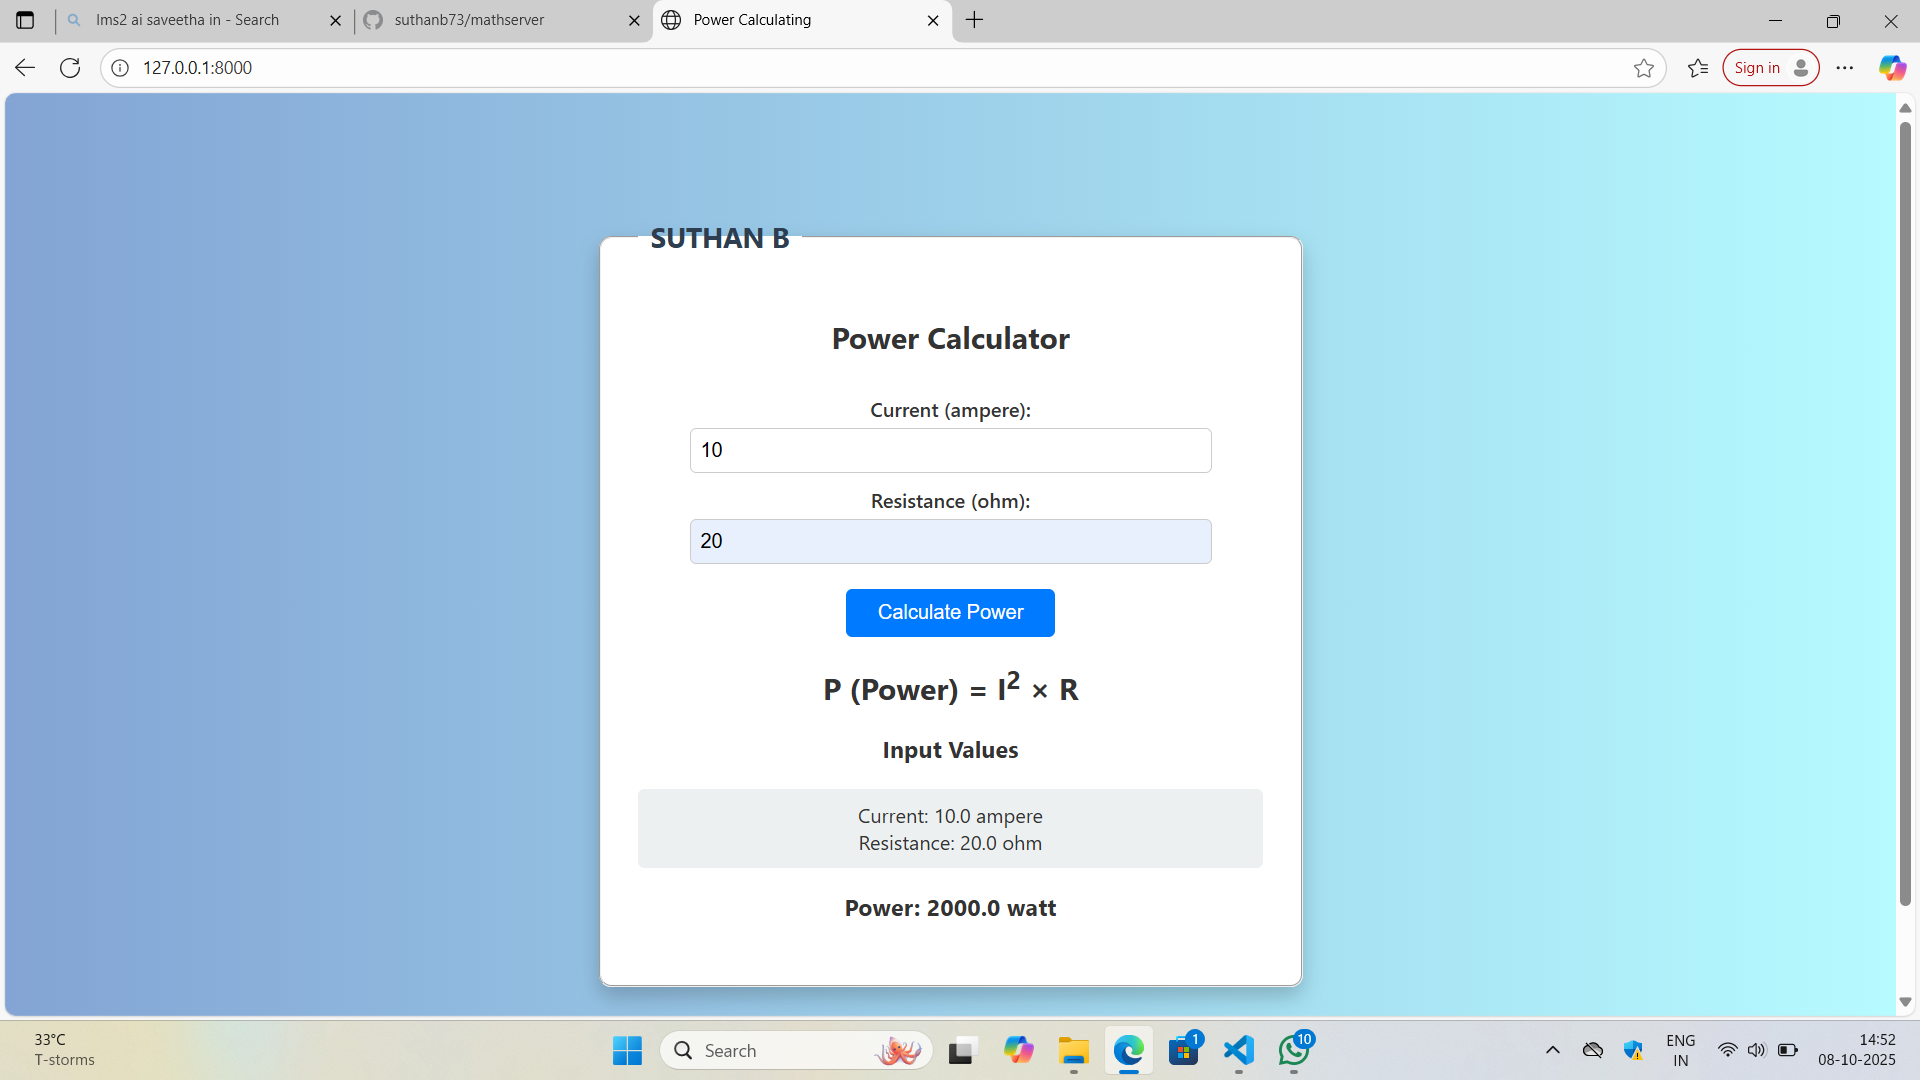 lms2 ai saveetha in - Search
suthanb73/mathserver
Power Calculating
127.0.0.1:8000
Sign in
SUTHAN B
Power Calculator
Current (ampere):
10
Resistance (ohm):
20
Calculate Power
P (Power) = I² × R
Input Values
Current: 10.0 ampere
Resistance: 20.0 ohm
Power: 2000.0 watt
33°C
T-storms
Search
1
10
ENG
IN
14:52
08-10-2025